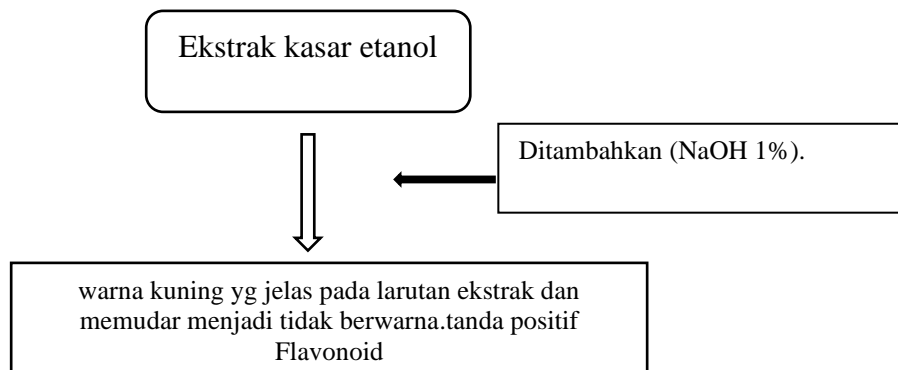 Ekstrak kasar etanol
Ditambahkan (NaOH 1%).
warna kuning yg jelas pada larutan ekstrak dan
memudar menjadi tidak berwarna.tanda positif
Flavonoid